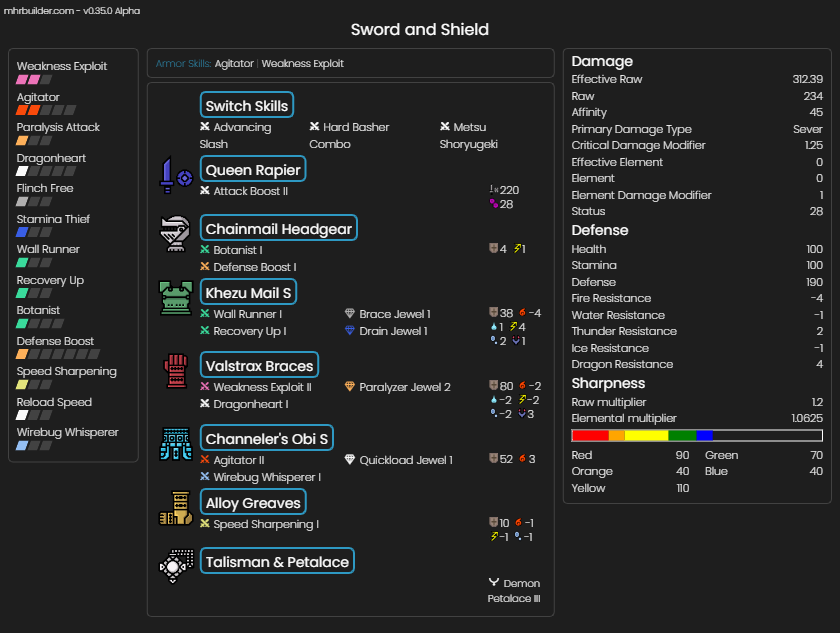 mhrbuilder.com - v0.35.0 Alpha
Sword and Shield
Weakness Exploit
Agitator
Paralysis Attack
Dragonheart
Flinch Free
Stamina Thief
Wall Runner
Recovery Up
Botanist
Defense Boost
Speed Sharpening
Reload Speed
Wirebug Whisperer
Armor Skills: Agitator | Weakness Exploit
Switch Skills
Advancing Slash
Hard Basher Combo
Metsu Shoryugeki
Queen Rapier
Attack Boost II
220
28
Chainmail Headgear
Botanist I
Defense Boost I
4 1
Khezu Mail S
Wall Runner I
Recovery Up I
Brace Jewel 1
Drain Jewel 1
38 -4
1 4
2 1
Valstrax Braces
Weakness Exploit II
Dragonheart I
Paralyzer Jewel 2
80 -2
-2 -2
-2 3
Channeler's Obi S
Agitator II
Wirebug Whisperer I
Quickload Jewel 1
52 3
Alloy Greaves
Speed Sharpening I
10 -1
-1 -1
Talisman & Petalace
Demon
Petalace III
Damage
Effective Raw 312.39
Raw 234
Affinity 45
Primary Damage Type Sever
Critical Damage Modifier 1.25
Effective Element 0
Element 0
Element Damage Modifier 1
Status 28
Defense
Health 100
Stamina 100
Defense 190
Fire Resistance -4
Water Resistance -1
Thunder Resistance 2
Ice Resistance -1
Dragon Resistance 4
Sharpness
Raw multiplier 1.2
Elemental multiplier 1.0625
Red 90 Green 70
Orange 40 Blue 40
Yellow 110